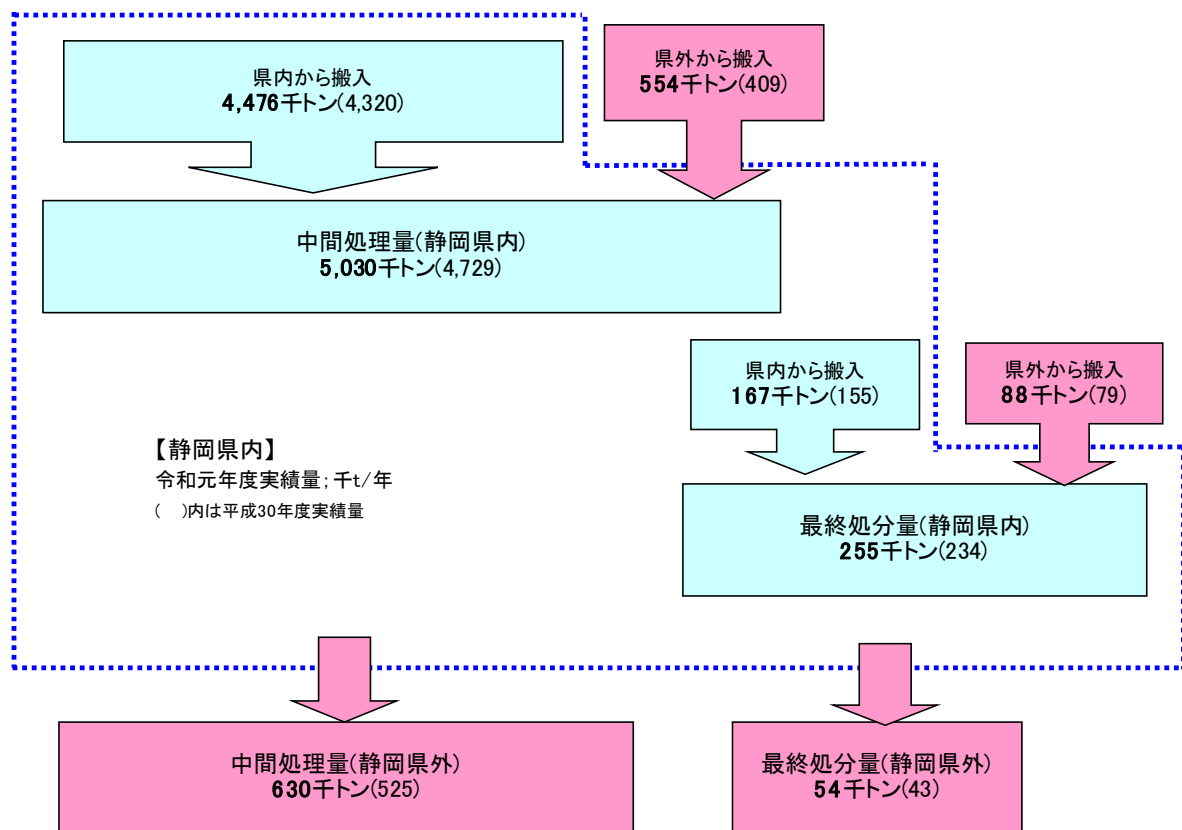 県内から搬入
4,476千トン(4,320)
県外から搬入
554千トン(409)
中間処理量(静岡県内)
5,030千トン(4,729)
県内から搬入
167千トン(155)
県外から搬入
88千トン(79)
【静岡県内】
令和元年度実績量;千t/年
(　)内は平成30年度実績量
最終処分量(静岡県内)
255千トン(234)
中間処理量(静岡県外)
630千トン(525)
最終処分量(静岡県外)
54千トン(43)